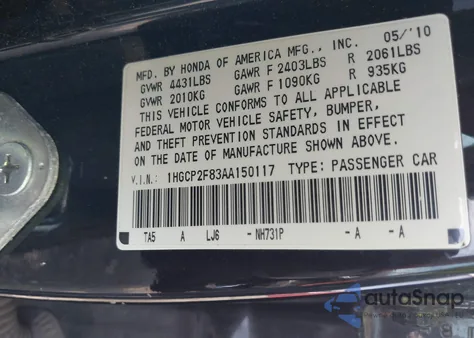 MFD. BY HONDA OF AMERICA MFG., INC. 05/'10
GVWR 4431LBS GAWR F 2403LBS R 2061LBS
GVWR 2010KG GAWR F 1090KG R 935KG
THIS VEHICLE CONFORMS TO ALL APPLICABLE
FEDERAL MOTOR VEHICLE SAFETY, BUMPER,
AND THEFT PREVENTION STANDARDS IN EFFECT
ON THE DATE OF MANUFACTURE SHOWN ABOVE.
V.I.N.: 1HGCP2F83AA150117 TYPE: PASSENGER CAR
TA5 A LJ6 -NH731P -A -A
autoSnap